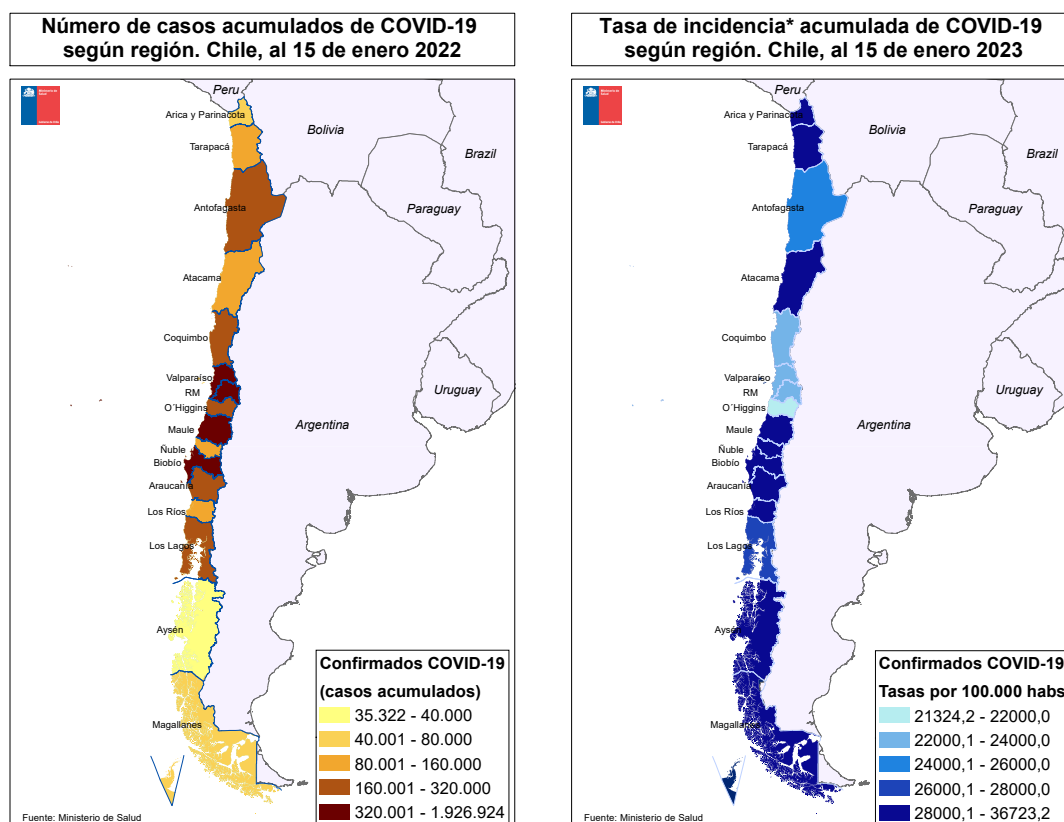 Número de casos acumulados de COVID-19
según región. Chile, al 15 de enero 2022
Peru
Arica y Parinacota
Bolivia
Tarapacá
Brazil
Antofagasta
Paraguay
Atacama
Coquimbo
Valparaíso
RM
Uruguay
O´Higgins
Maule
Argentina
Ñuble
Biobío
Araucanía
Los Ríos
Los Lagos
Aysén
Magallanes
Confirmados COVID-19
(casos acumulados)
35.322 - 40.000
40.001 - 80.000
80.001 - 160.000
160.001 - 320.000
320.001 - 1.926.924
Fuente: Ministerio de Salud
Tasa de incidencia* acumulada de COVID-19
según región. Chile, al 15 de enero 2023
Peru
Arica y Parinacota
Bolivia
Tarapacá
Brazil
Antofagasta
Paraguay
Atacama
Coquimbo
Valparaíso
RM
Uruguay
O´Higgins
Maule
Argentina
Ñuble
Biobío
Araucanía
Los Ríos
Los Lagos
Aysén
Magallanes
Confirmados COVID-19
Tasas por 100.000 habs
21324,2 - 22000,0
22000,1 - 24000,0
24000,1 - 26000,0
26000,1 - 28000,0
28000,1 - 36723,2
Fuente: Ministerio de Salud